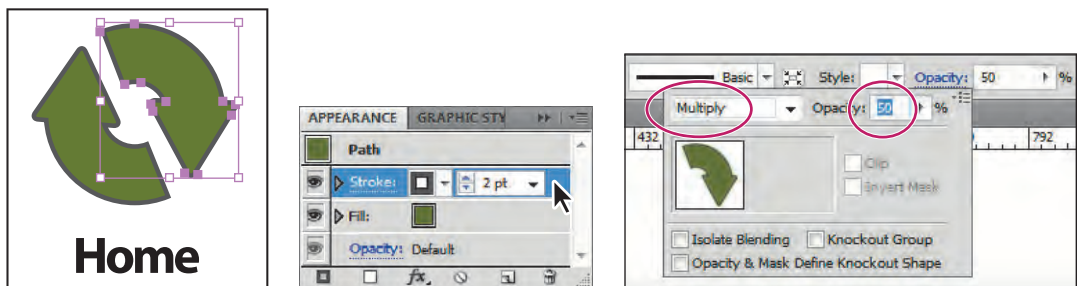 Home
APPEARANCE GRAPHIC STY
Path
Stroke: 2 pt
Fill:
Opacity: Default
fx
Basic Style: Opacity: 50 %
Multiply Opacity: 50 %
432 792
Clip
Invert Mask
Isolate Blending Knockout Group
Opacity & Mask Define Knockout Shape